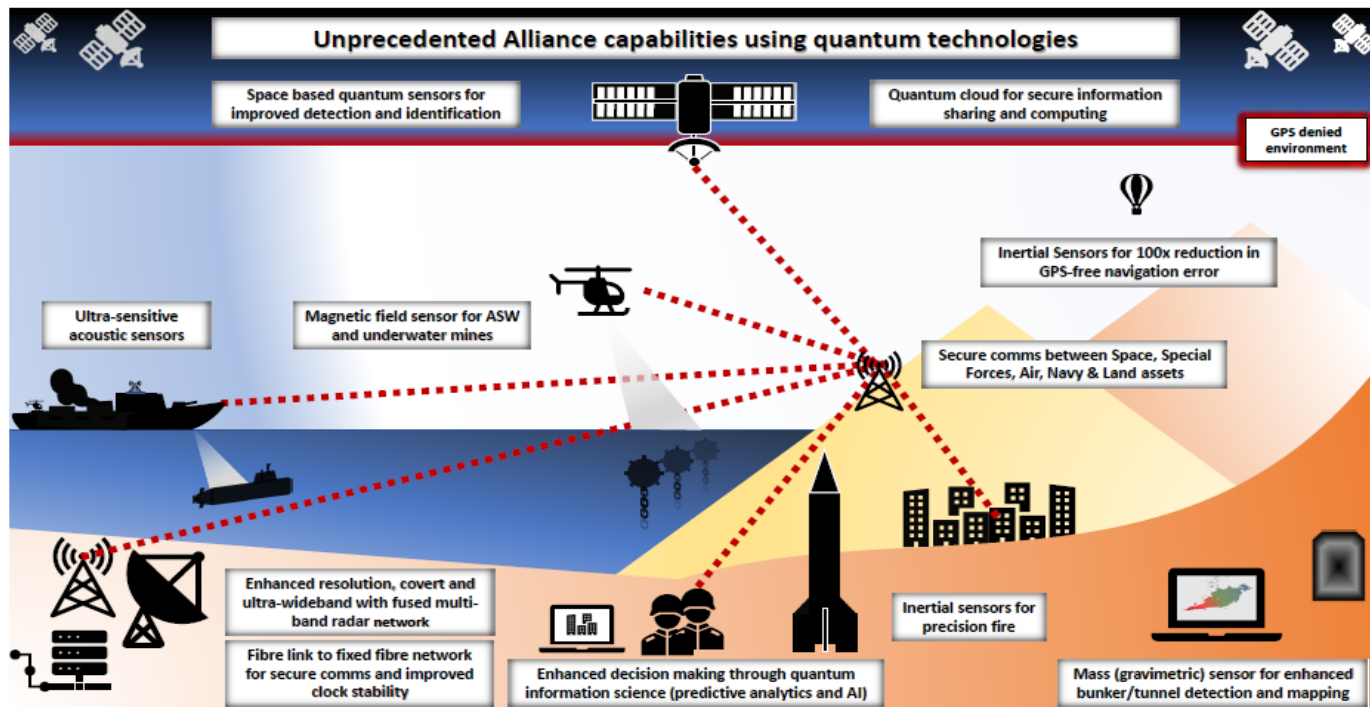 Unprecedented Alliance capabilities using quantum technologies
Space based quantum sensors for
improved detection and identification
Quantum cloud for secure information
sharing and computing
GPS denied
environment
Inertial Sensors for 100x reduction in
GPS-free navigation error
Ultra-sensitive
acoustic sensors
Magnetic field sensor for ASW
and underwater mines
Secure comms between Space, Special
Forces, Air, Navy & Land assets
Enhanced resolution, covert and
ultra-wideband with fused multi-
band radar network
Inertial sensors for
precision fire
Fibre link to fixed fibre network
for secure comms and improved
clock stability
Enhanced decision making through quantum
information science (predictive analytics and AI)
Mass (gravimetric) sensor for enhanced
bunker/tunnel detection and mapping